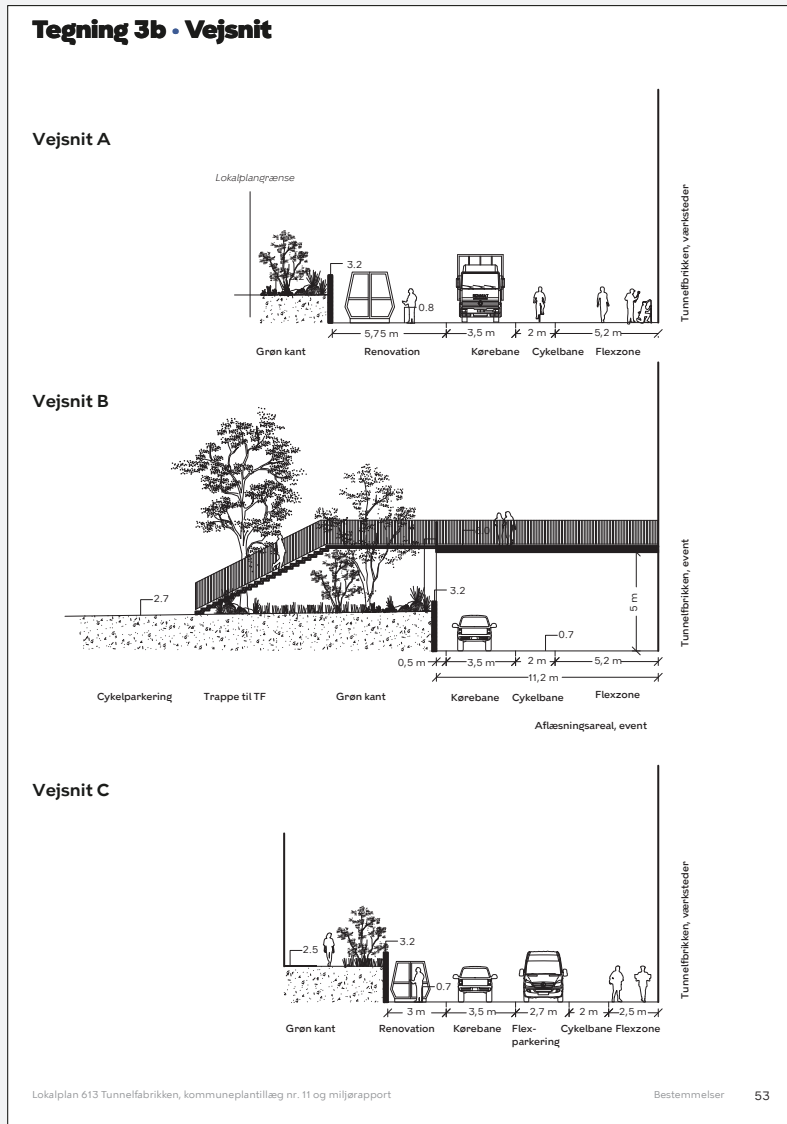 Tegning 3b • Vejsnit
Vejsnit A
Lokalplangrænse
3.2
0.8
Tunnelfbrikken, værksteder
5,75 m
3,5 m
2 m
5,2 m
Grøn kant
Renovation
Kørebane
Cykelbane
Flexzone
Vejsnit B
6.0
2.7
3.2
5 m
0.7
Tunnelfbrikken, event
0,5 m
3,5 m
2 m
5,2 m
11,2 m
Cykelparkering
Trappe til TF
Grøn kant
Kørebane
Cykelbane
Flexzone
Aflæsningsareal, event
Vejsnit C
2.5
3.2
0.7
Tunnelfbrikken, værksteder
3 m
3,5 m
2,7 m
2 m
2,5 m
Grøn kant
Renovation
Kørebane
Flex-
parkering
Cykelbane
Flexzone
Lokalplan 613 Tunnelfabrikken, kommuneplantillæg nr. 11 og miljørapport
Bestemmelser
53